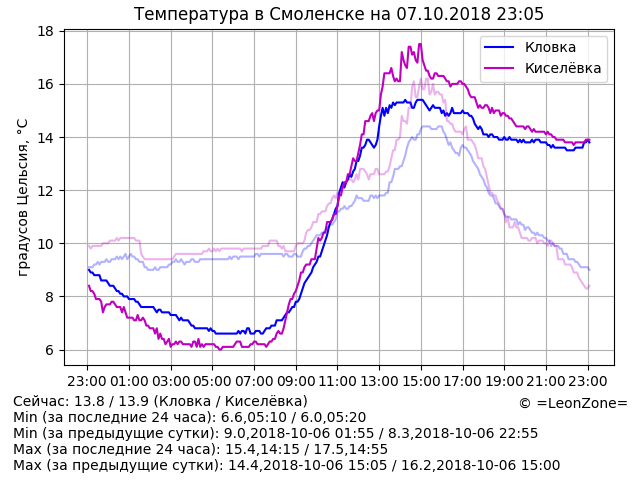 Температура в Смоленске на 07.10.2018 23:05
градусов Цельсия, °C
18
16
14
12
10
8
6
Кловка
Киселёвка
23:00 01:00 03:00 05:00 07:00 09:00 11:00 13:00 15:00 17:00 19:00 21:00 23:00
Сейчас: 13.8 / 13.9 (Кловка / Киселёвка)
© =LeonZone=
Min (за последние 24 часа): 6.6,05:10 / 6.0,05:20
Min (за предыдущие сутки): 9.0,2018-10-06 01:55 / 8.3,2018-10-06 22:55
Max (за последние 24 часа): 15.4,14:15 / 17.5,14:55
Max (за предыдущие сутки): 14.4,2018-10-06 15:05 / 16.2,2018-10-06 15:00